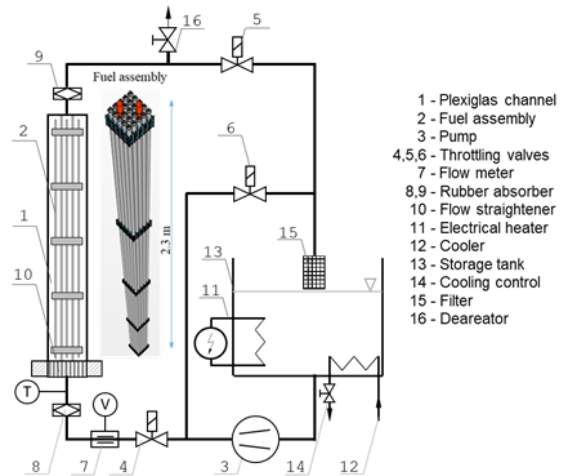 16
5
9
Fuel assembly
6
2
2.3 m
15
13
1
11
10
T
V
8
7
4
3
14
12
1 - Plexiglas channel
2 - Fuel assembly
3 - Pump
4,5,6 - Throttling valves
7 - Flow meter
8,9 - Rubber absorber
10 - Flow straightener
11 - Electrical heater
12 - Cooler
13 - Storage tank
14 - Cooling control
15 - Filter
16 - Deareator